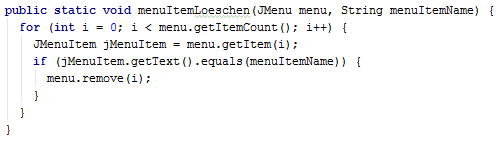 public static void menuItemLoeschen(JMenu menu, String menuItemName) {
  for (int i = 0; i < menu.getItemCount(); i++) {
    JMenuItem jMenuItem = menu.getItem(i);
    if (jMenuItem.getText().equals(menuItemName)) {
      menu.remove(i);
    }
  }
}